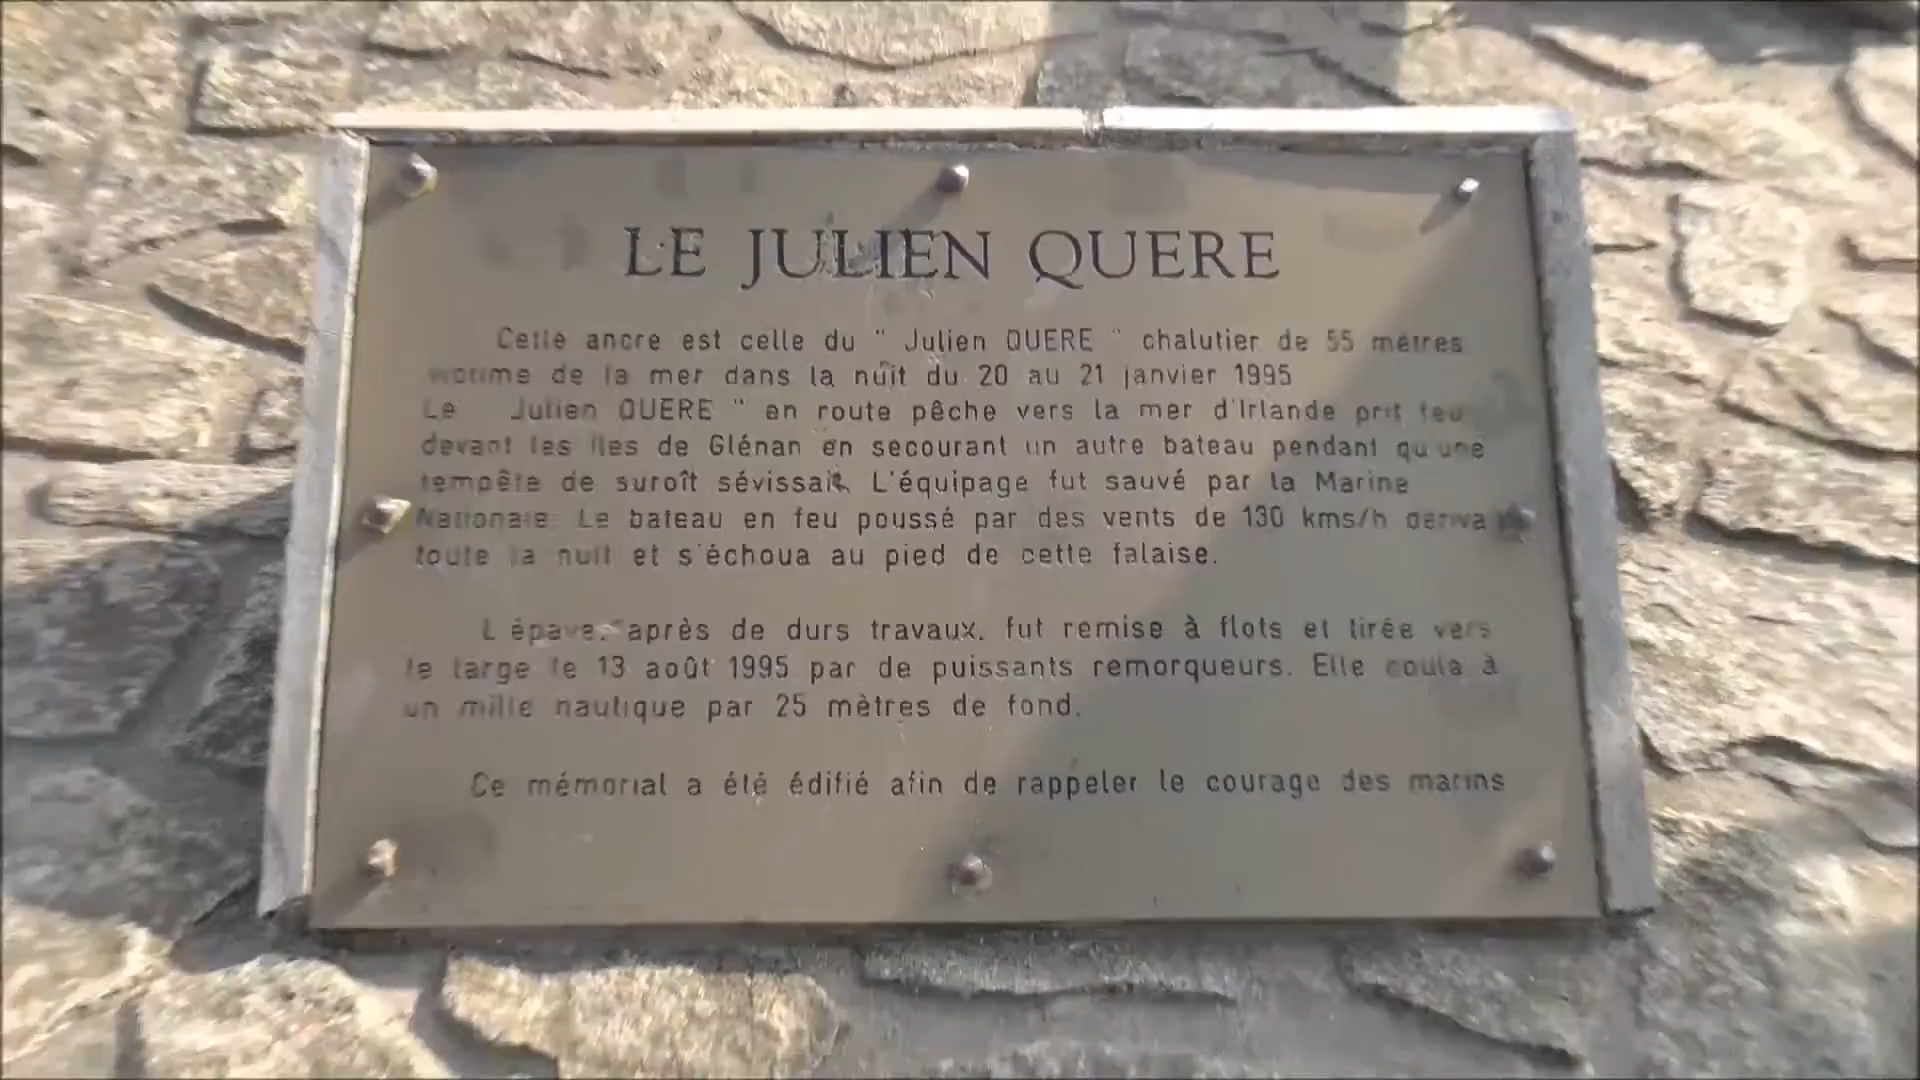 LE JULIEN QUERE
Cette ancre est celle du " Julien QUERE " chalutier de 55 mètres
victime de la mer dans la nuit du 20 au 21 janvier 1995
Le Julien QUERE " en route pêche vers la mer d'Irlande prit feu
devant les îles de Glénan en secourant un autre bateau pendant qu'une
tempête de suroît sévissait. L'équipage fut sauvé par la Marine
Nationale. Le bateau en feu poussé par des vents de 130 kms/h dériva
toute la nuit et s'échoua au pied de cette falaise.
L'épave, après de durs travaux, fut remise à flots et tirée vers
le large le 13 août 1995 par de puissants remorqueurs. Elle coula à
un mille nautique par 25 mètres de fond.
Ce mémorial a été édifié afin de rappeler le courage des marins